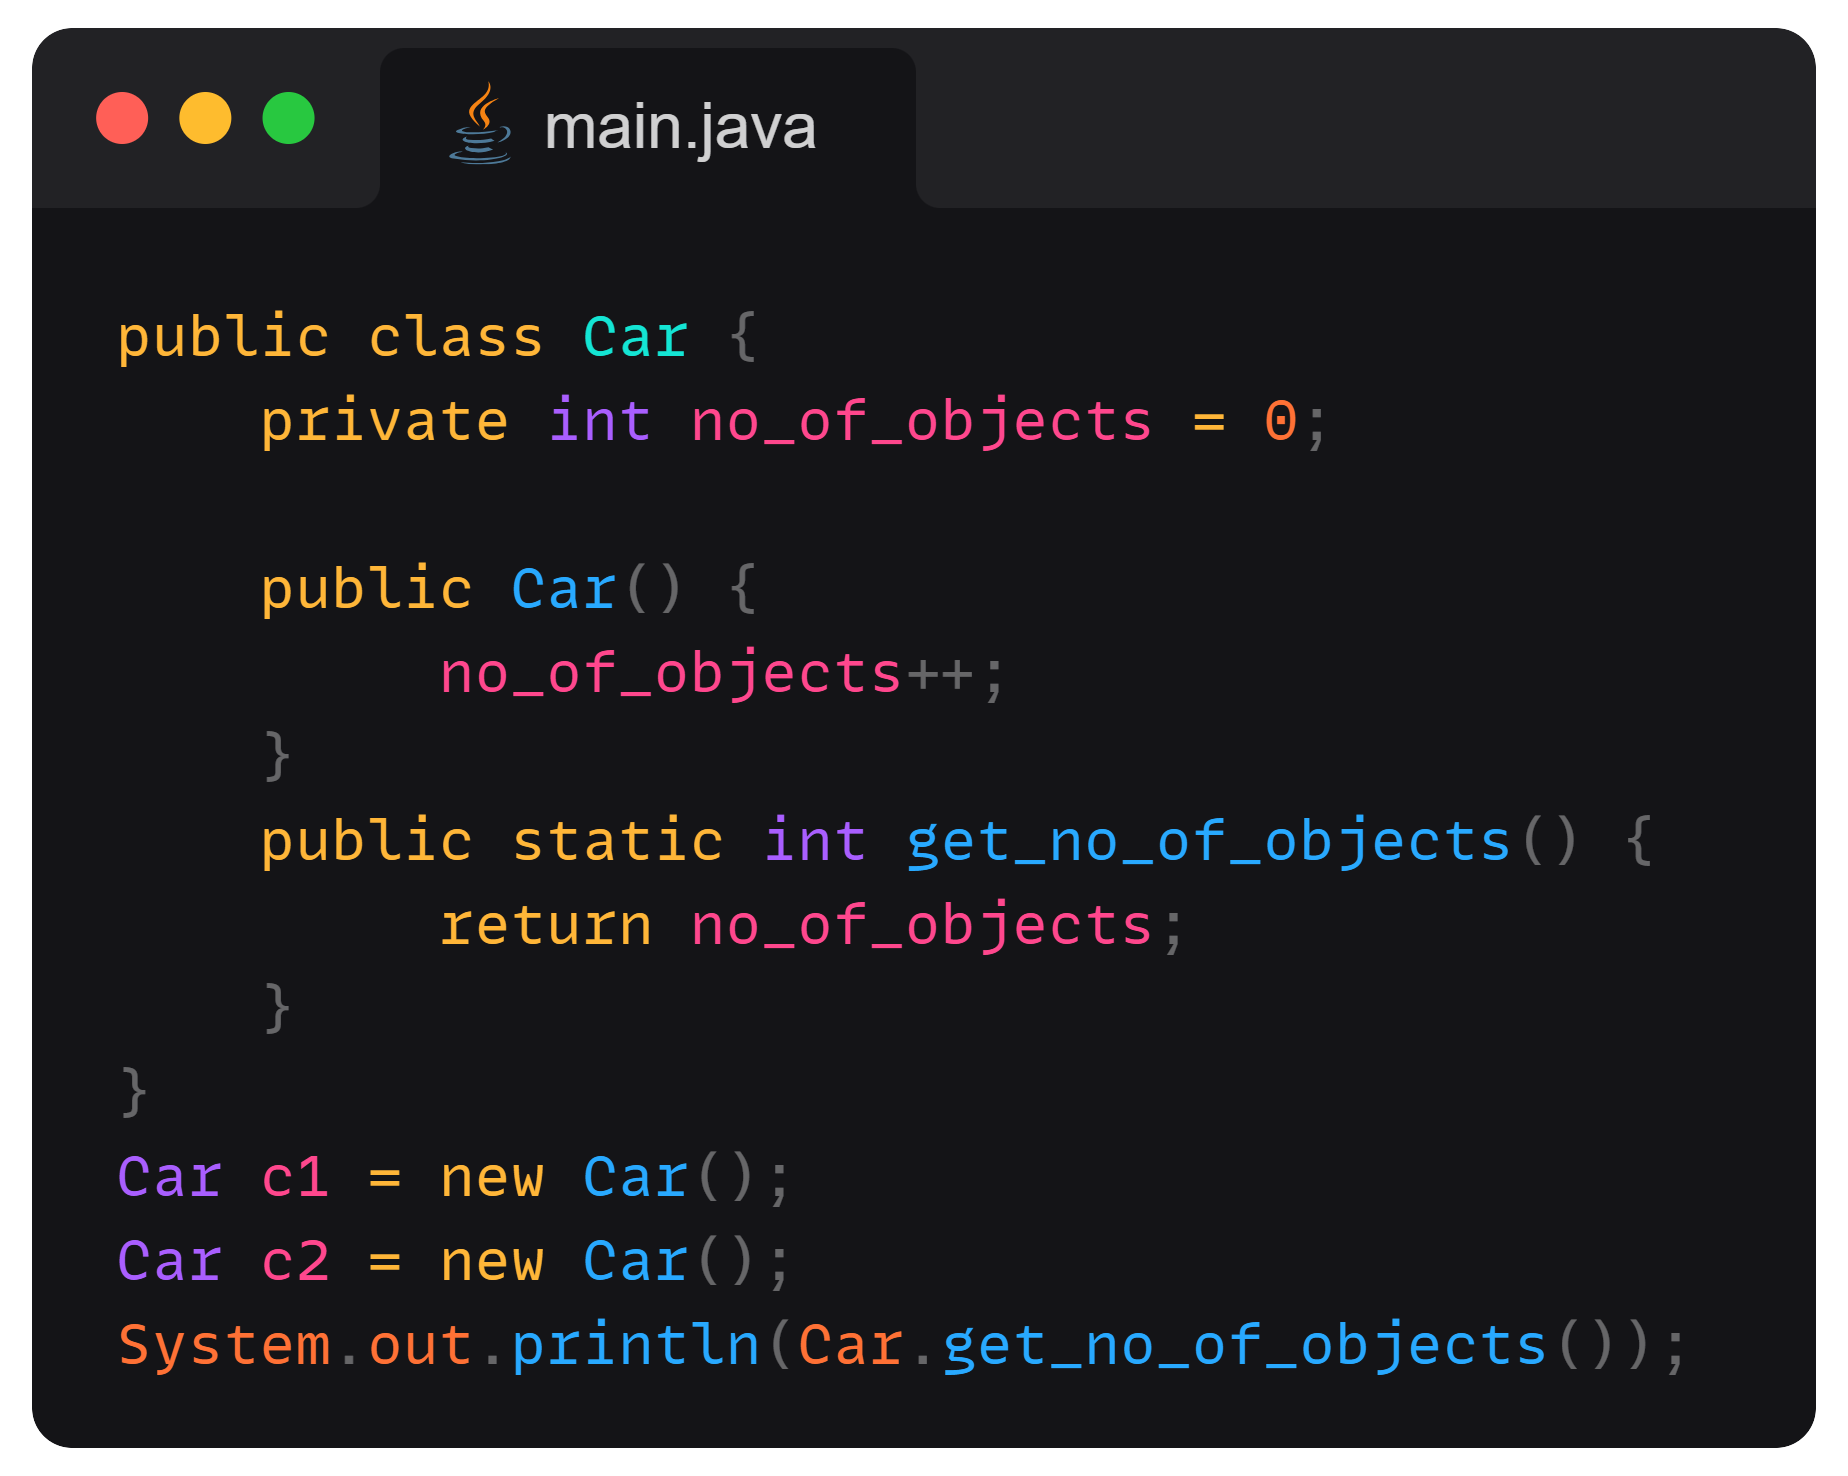 main.java
public class Car {
    private int no_of_objects = 0;

    public Car() {
         no_of_objects++;
    }
    public static int get_no_of_objects() {
         return no_of_objects;
    }
}
Car c1 = new Car();
Car c2 = new Car();
System.out.println(Car.get_no_of_objects());